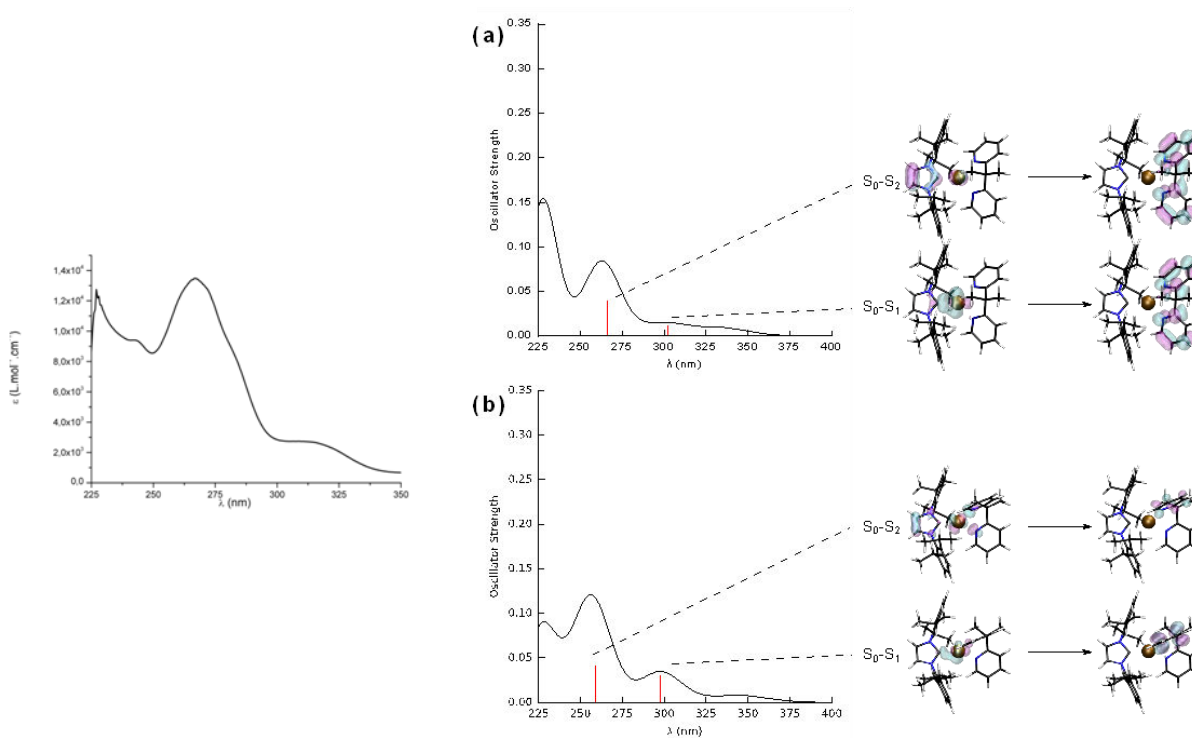 ε (L.mol⁻.cm⁻)
1,4x10⁴
1,2x10⁴
1,0x10⁴
8,0x10³
6,0x10³
4,0x10³
2,0x10³
0,0
225 250 275 300 325 350
λ (nm)
(a)
Oscillator Strength
0.35
0.30
0.25
0.20
0.15
0.10
0.05
0.00
225 250 275 300 325 350 375 400
λ (nm)
S₀-S₂
S₀-S₁
(b)
Oscillator Strength
0.35
0.30
0.25
0.20
0.15
0.10
0.05
0.00
225 250 275 300 325 350 375 400
λ (nm)
S₀-S₂
S₀-S₁